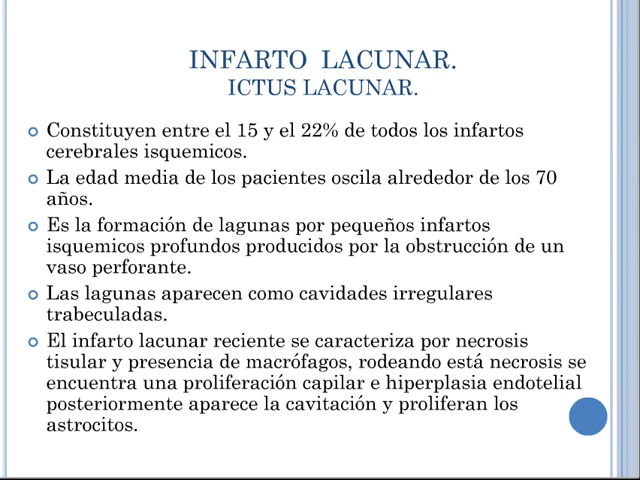 INFARTO LACUNAR.
ICTUS LACUNAR.
Constituyen entre el 15 y el 22% de todos los infartos
cerebrales isquemicos.
La edad media de los pacientes oscila alrededor de los 70
años.
Es la formación de lagunas por pequeños infartos
isquemicos profundos producidos por la obstrucción de un
vaso perforante.
Las lagunas aparecen como cavidades irregulares
trabeculadas.
El infarto lacunar reciente se caracteriza por necrosis
tisular y presencia de macrófagos, rodeando está necrosis se
encuentra una proliferación capilar e hiperplasia endotelial
posteriormente aparece la cavitación y proliferan los
astrocitos.